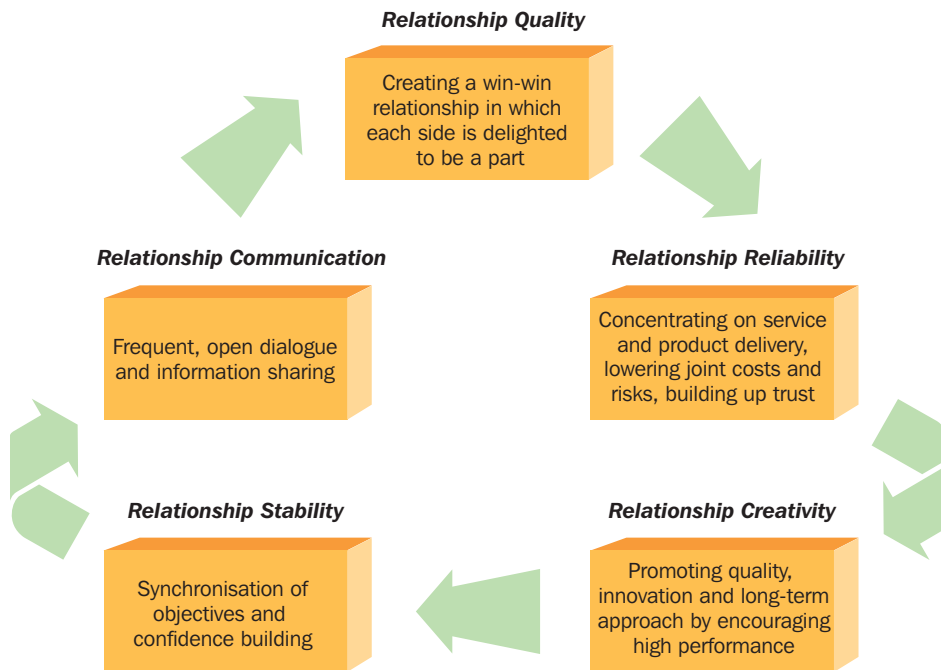 Relationship Quality
Creating a win-win
relationship in which
each side is delighted
to be a part
Relationship Reliability
Concentrating on service
and product delivery,
lowering joint costs and
risks, building up trust
Relationship Creativity
Promoting quality,
innovation and long-term
approach by encouraging
high performance
Relationship Stability
Synchronisation of
objectives and
confidence building
Relationship Communication
Frequent, open dialogue
and information sharing